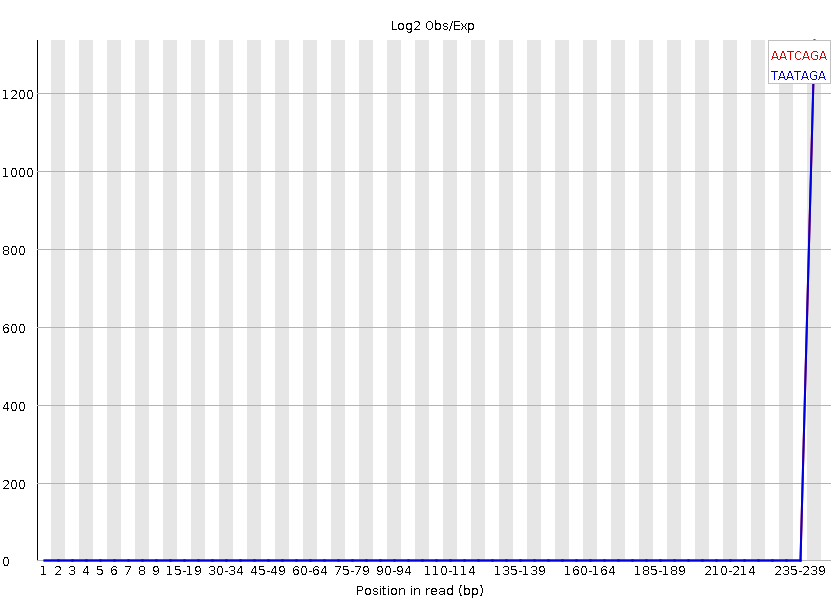 Log2 Obs/Exp
AATCAGA
TAATAGA
1200
1000
800
600
400
200
0
1 2 3 4 5 6 7 8 9 15-19 30-34 45-49 60-64 75-79 90-94 110-114 135-139 160-164 185-189 210-214 235-239
Position in read (bp)